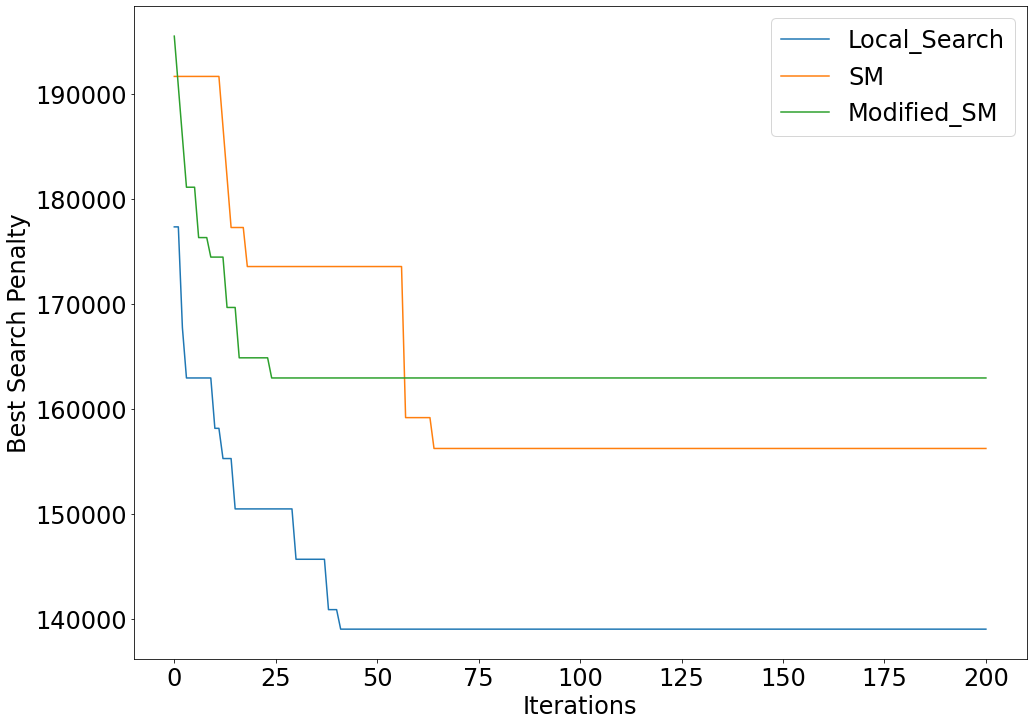 Local_Search
SM
Modified_SM
Best Search Penalty
190000
180000
170000
160000
150000
140000
0 25 50 75 100 125 150 175 200
Iterations